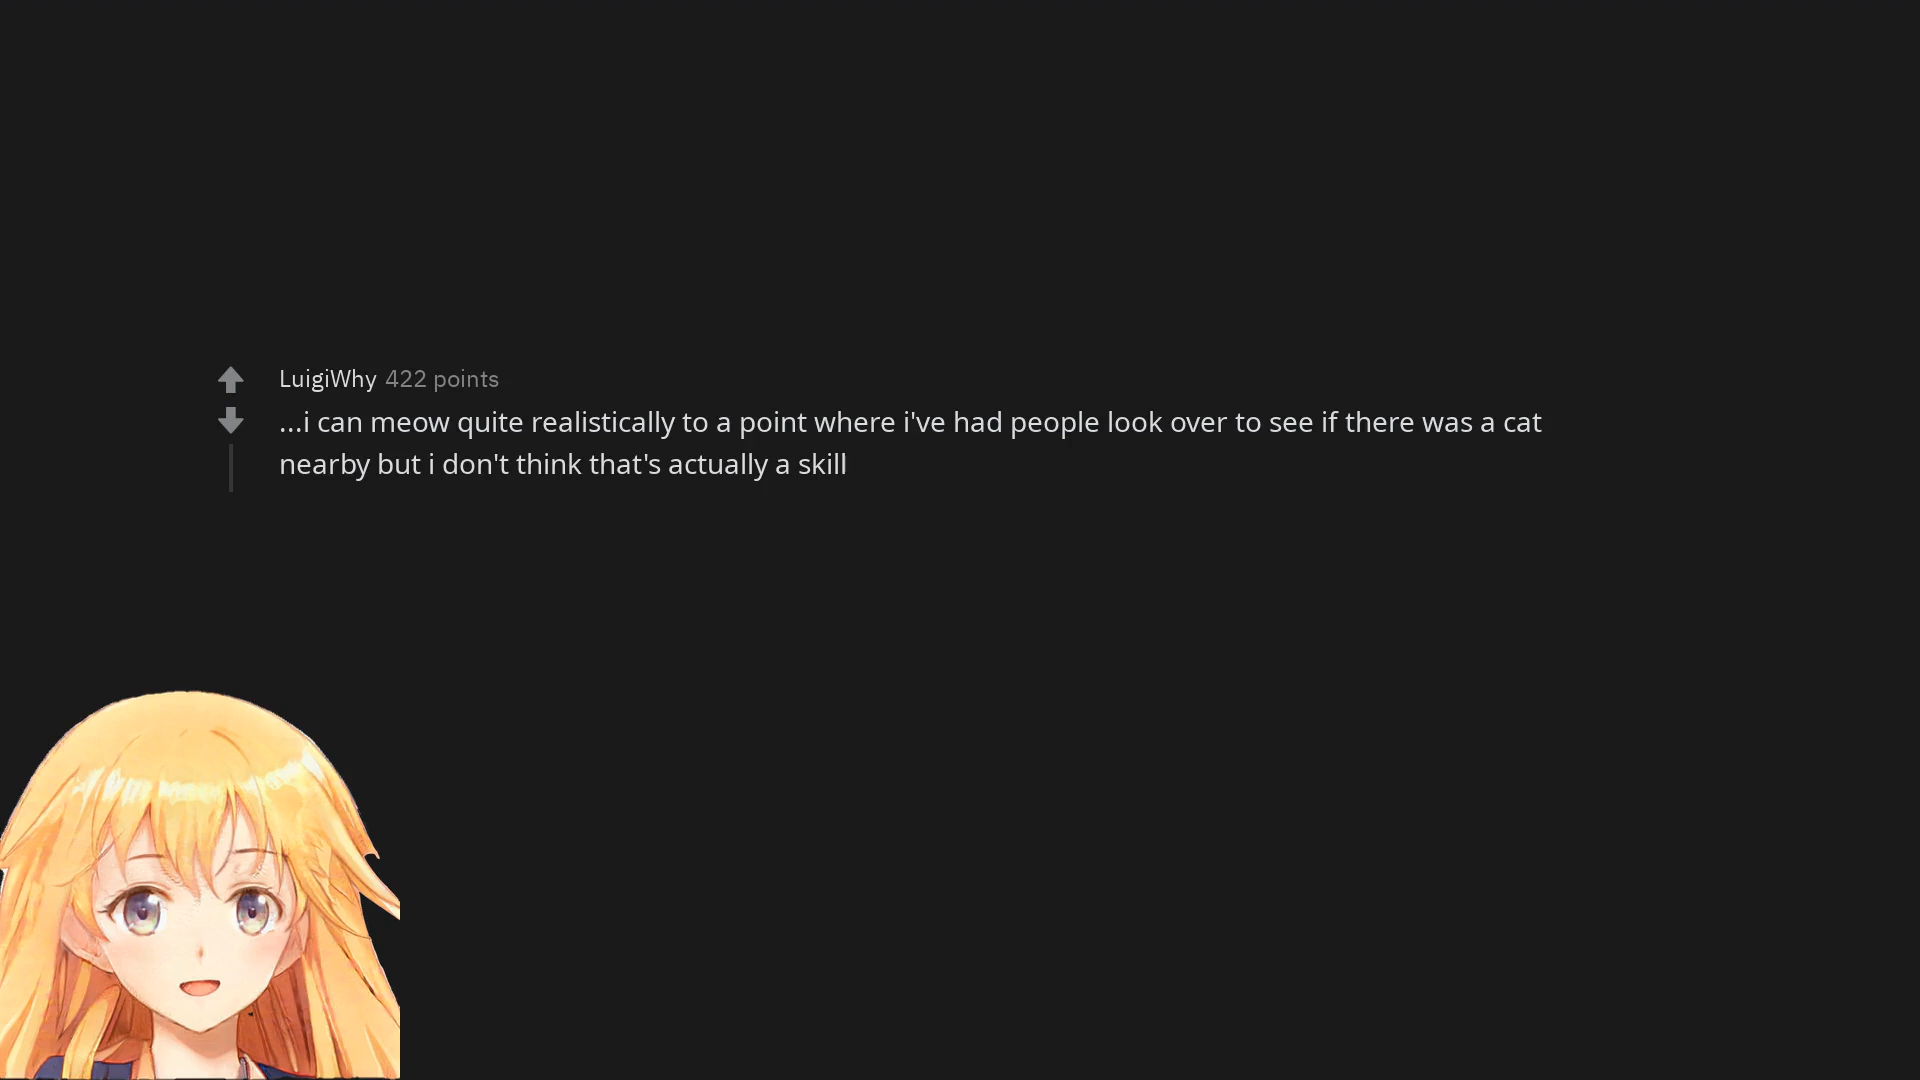 LuigiWhy 422 points
...i can meow quite realistically to a point where i've had people look over to see if there was a cat
nearby but i don't think that's actually a skill